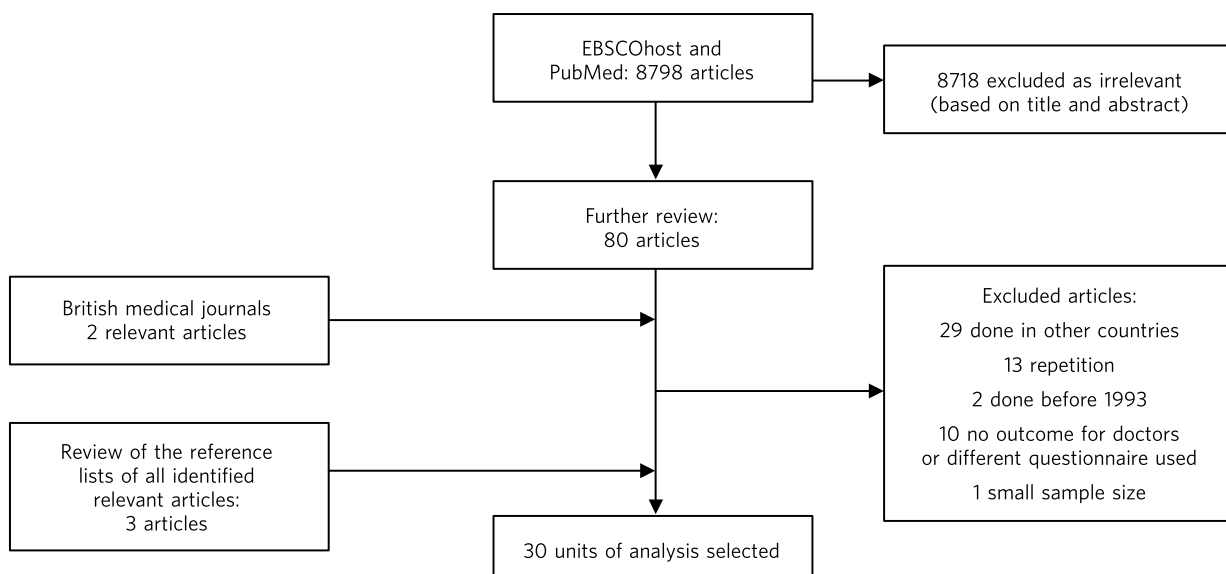 EBSCOhost and
PubMed: 8798 articles
8718 excluded as irrelevant
(based on title and abstract)
Further review:
80 articles
British medical journals
2 relevant articles
Excluded articles:
29 done in other countries
13 repetition
2 done before 1993
10 no outcome for doctors
or different questionnaire used
1 small sample size
Review of the reference
lists of all identified
relevant articles:
3 articles
30 units of analysis selected